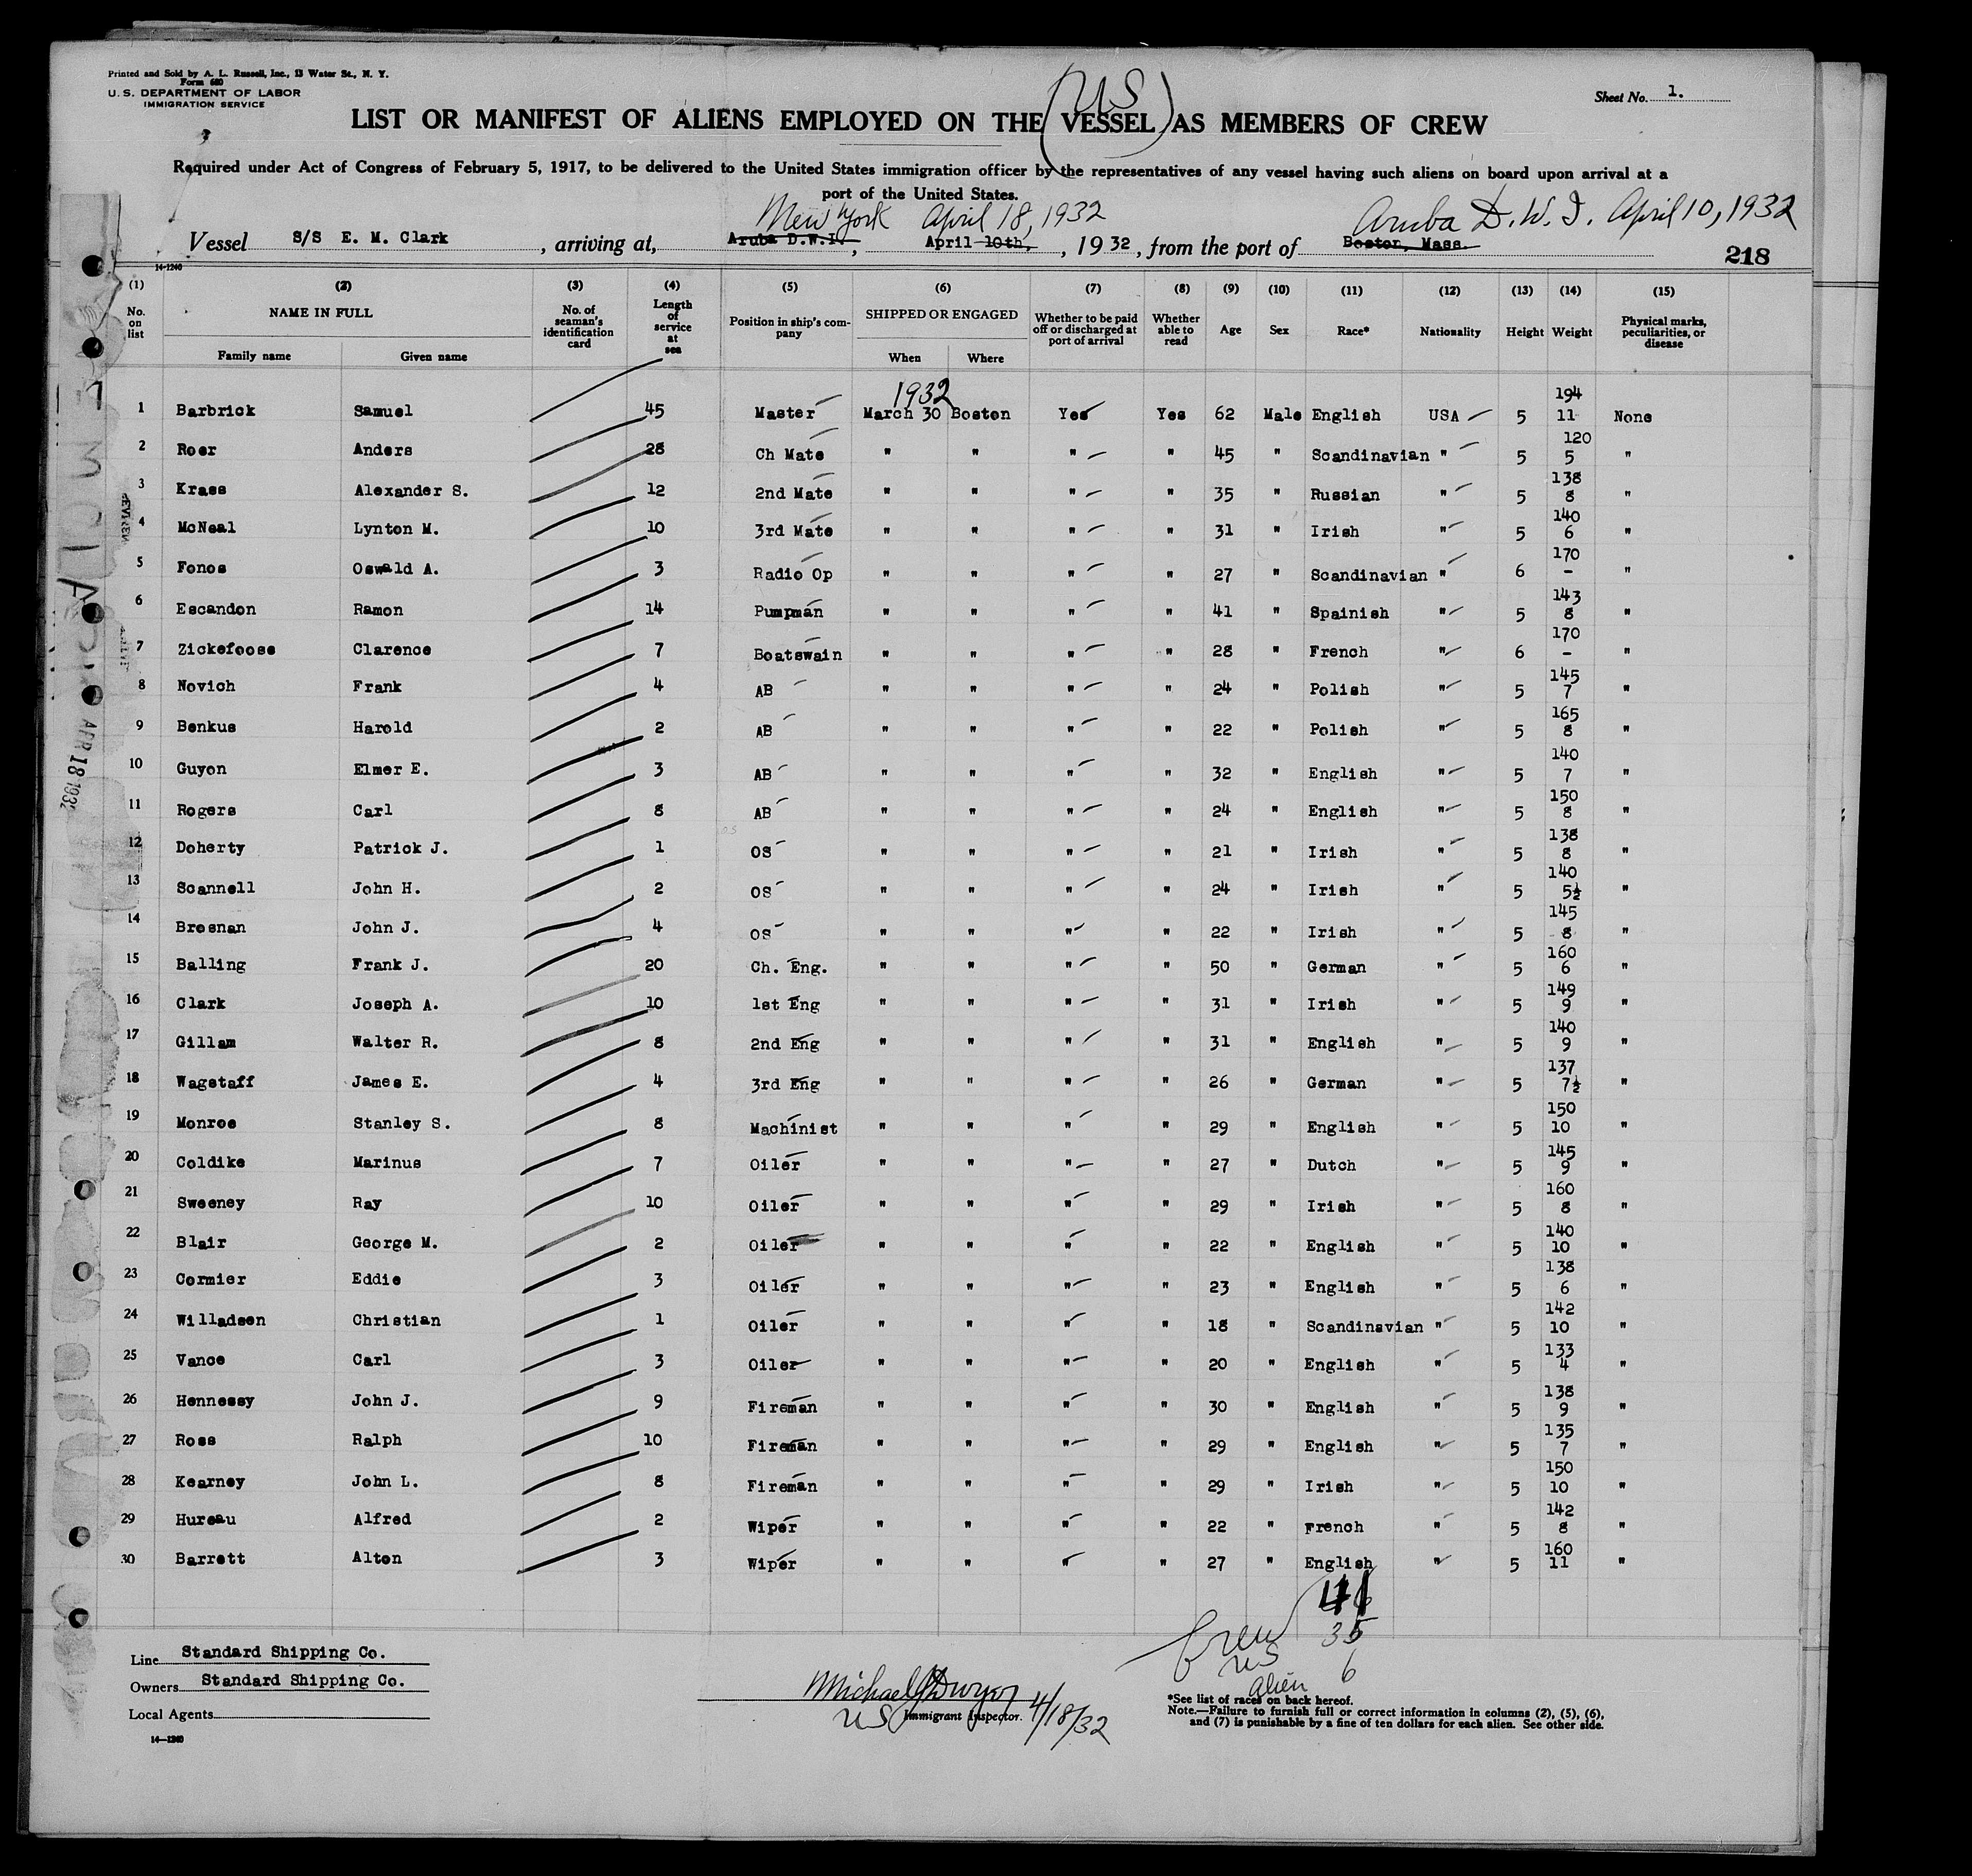 Printed and Sold by A. L. Russell, Inc., 13 Water St., N. Y.
Form 680
U. S. DEPARTMENT OF LABOR
IMMIGRATION SERVICE
Sheet No. 1.
(US)
LIST OR MANIFEST OF ALIENS EMPLOYED ON THE VESSEL AS MEMBERS OF CREW
Required under Act of Congress of February 5, 1917, to be delivered to the United States immigration officer by the representatives of any vessel having such aliens on board upon arrival at a
port of the United States.
New York April 18, 1932 Aruba D. W. I. April 10, 1932
Vessel S/S E. M. Clark, arriving at, Aruba D.W.I., April 10th, 1932, from the port of Boston, Mass.
218
14-1240
(1) (2) (3) (4) (5) (6) (7) (8) (9) (10) (11) (12) (13) (14) (15)
No. on list NAME IN FULL Family name Given name No. of seaman's identification card Length of service at sea Position in ship's company SHIPPED OR ENGAGED When Where Whether to be paid off or discharged at port of arrival Whether able to read Age Sex Race* Nationality Height Weight Physical marks, peculiarities, or disease
1932
1 Barbrick Samuel 45 Master March 30 Boston Yes Yes 62 Male English USA 5 11 194 None
2 Roer Anders 28 Ch Mate " " " " 45 " Scandinavian " 5 5 120 "
3 Krass Alexander S. 12 2nd Mate " " " " 35 " Russian " 5 8 138 "
4 McNeal Lynton M. 10 3rd Mate " " " " 31 " Irish " 5 6 140 "
5 Fonos Oswald A. 3 Radio Op " " " " 27 " Scandinavian " 6 - 170 "
6 Escandon Ramon 14 Pumpman " " " " 41 " Spainish " 5 8 143 "
7 Zickefoose Clarence 7 Boatswain " " " " 28 " French " 6 - 170 "
8 Novich Frank 4 AB " " " " 24 " Polish " 5 7 145 "
9 Benkus Harold 2 AB " " " " 22 " Polish " 5 8 165 "
10 Guyon Elmer E. 3 AB " " " " 32 " English " 5 7 140 "
11 Rogers Carl 8 AB " " " " 24 " English " 5 8 150 "
12 Doherty Patrick J. 1 OS " " " " 21 " Irish " 5 8 138 "
13 Scannell John H. 2 OS " " " " 24 " Irish " 5 5½ 140 "
14 Bresnan John J. 4 OS " " " " 22 " Irish " 5 8 145 "
15 Balling Frank J. 20 Ch. Eng. " " " " 50 " German " 5 6 160 "
16 Clark Joseph A. 10 1st Eng " " " " 31 " Irish " 5 9 149 "
17 Gillam Walter R. 8 2nd Eng " " " " 31 " English " 5 9 140 "
18 Wagstaff James E. 4 3rd Eng " " " " 26 " German " 5 7½ 137 "
19 Monroe Stanley S. 8 Machinist " " " " 29 " English " 5 10 150 "
20 Coldike Marinus 7 Oiler " " " " 27 " Dutch " 5 9 145 "
21 Sweeney Ray 10 Oiler " " " " 29 " Irish " 5 8 160 "
22 Blair George M. 2 Oiler " " " " 22 " English " 5 10 140 "
23 Cormier Eddie 3 Oiler " " " " 23 " English " 5 6 138 "
24 Willadsen Christian 1 Oiler " " " " 18 " Scandinavian " 5 10 142 "
25 Vance Carl 3 Oiler " " " " 20 " English " 5 4 133 "
26 Hennessy John J. 9 Fireman " " " " 30 " English " 5 9 138 "
27 Ross Ralph 10 Fireman " " " " 29 " English " 5 7 135 "
28 Kearney John L. 8 Fireman " " " " 29 " Irish " 5 10 150 "
29 Hureau Alfred 2 Wiper " " " " 22 " French " 5 8 142 "
30 Barrett Alton 3 Wiper " " " " 27 " English " 5 11 160 "
Crew 41
US 35
Alien 6
Line Standard Shipping Co.
Owners Standard Shipping Co.
Local Agents
Michael J Dwyer 4/18/32
US Immigrant Inspector.
*See list of races on back hereof.
Note.—Failure to furnish full or correct information in columns (2), (5), (6),
and (7) is punishable by a fine of ten dollars for each alien. See other side.
14—1240
APR 18 1932